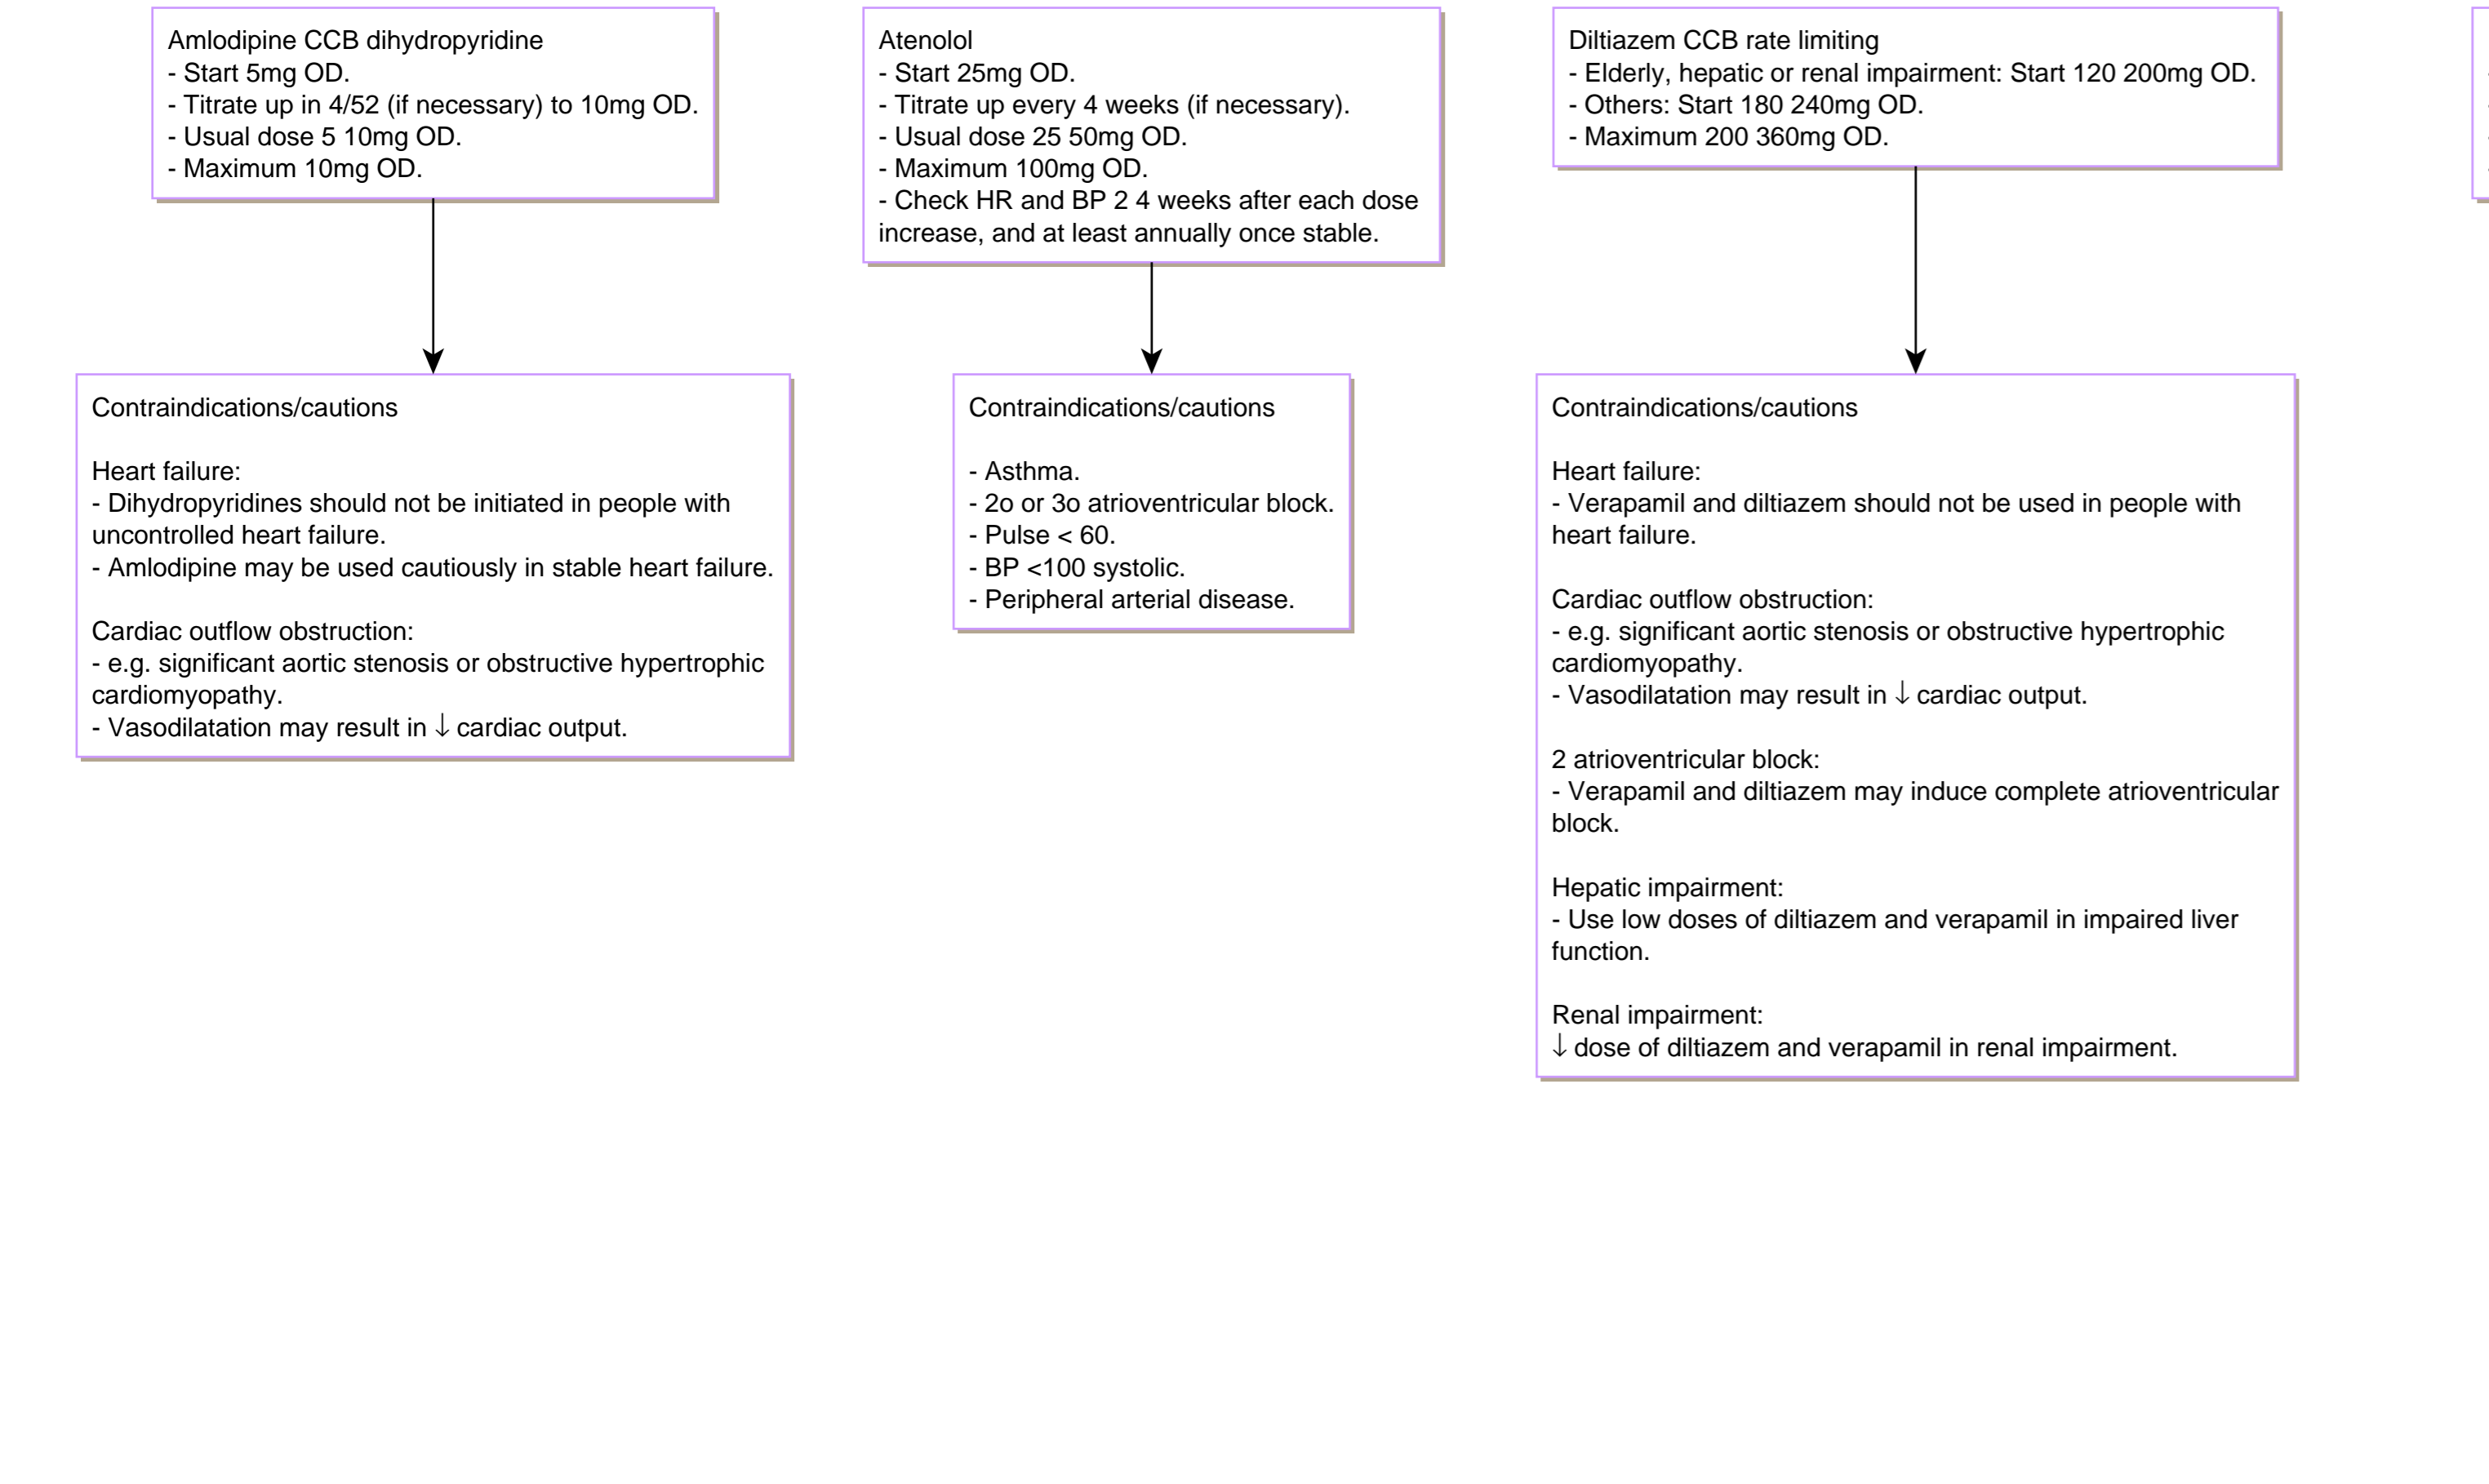 Amlodipine CCB dihydropyridine
- Start 5mg OD.
- Titrate up in 4/52 (if necessary) to 10mg OD.
- Usual dose 5 10mg OD.
- Maximum 10mg OD.
Atenolol
- Start 25mg OD.
- Titrate up every 4 weeks (if necessary).
- Usual dose 25 50mg OD.
- Maximum 100mg OD.
- Check HR and BP 2 4 weeks after each dose
increase, and at least annually once stable.
Diltiazem CCB rate limiting
- Elderly, hepatic or renal impairment: Start 120 200mg OD.
- Others: Start 180 240mg OD.
- Maximum 200 360mg OD.
Contraindications/cautions
Heart failure:
- Dihydropyridines should not be initiated in people with
uncontrolled heart failure.
- Amlodipine may be used cautiously in stable heart failure.
Cardiac outflow obstruction:
- e.g. significant aortic stenosis or obstructive hypertrophic
cardiomyopathy.
- Vasodilatation may result in ↓ cardiac output.
Contraindications/cautions
- Asthma.
- 2o or 3o atrioventricular block.
- Pulse < 60.
- BP <100 systolic.
- Peripheral arterial disease.
Contraindications/cautions
Heart failure:
- Verapamil and diltiazem should not be used in people with
heart failure.
Cardiac outflow obstruction:
- e.g. significant aortic stenosis or obstructive hypertrophic
cardiomyopathy.
- Vasodilatation may result in ↓ cardiac output.
2 atrioventricular block:
- Verapamil and diltiazem may induce complete atrioventricular
block.
Hepatic impairment:
- Use low doses of diltiazem and verapamil in impaired liver
function.
Renal impairment:
↓ dose of diltiazem and verapamil in renal impairment.